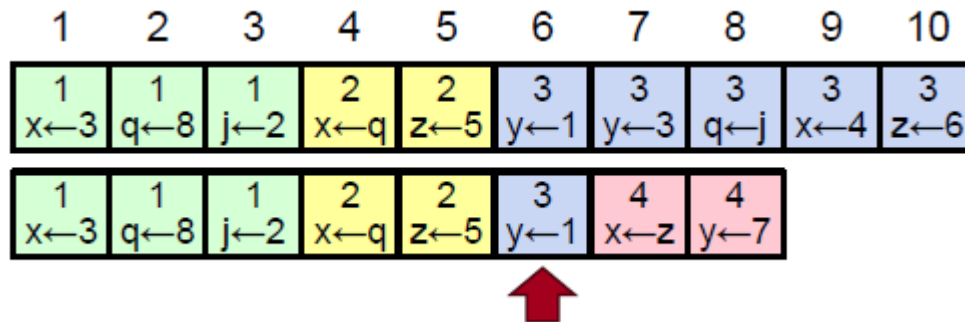 1 2 3 4 5 6 7 8 9 10
1 1 1 2 2 3 3 3 3 3
x←3 q←8 j←2 x←q z←5 y←1 y←3 q←j x←4 z←6
1 1 1 2 2 3 4 4
x←3 q←8 j←2 x←q z←5 y←1 x←z y←7